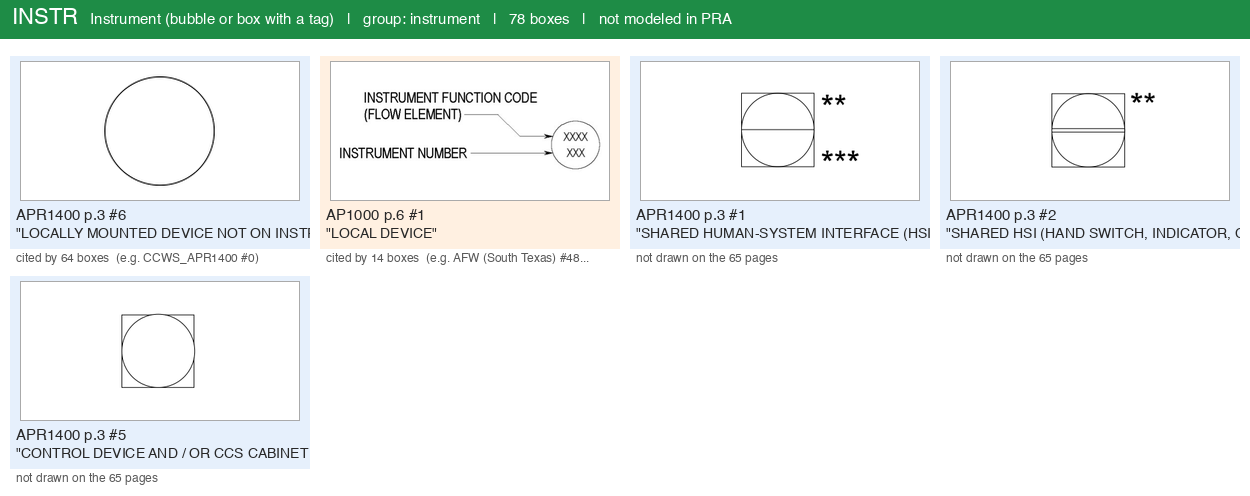 INSTR Instrument (bubble or box with a tag) | group: instrument | 78 boxes | not modeled in PRA
INSTRUMENT FUNCTION CODE
(FLOW ELEMENT)
INSTRUMENT NUMBER
XXXX
XXX
**
***
**
APR1400 p.3 #6
"LOCALLY MOUNTED DEVICE NOT ON INSTF
cited by 64 boxes (e.g. CCWS_APR1400 #0)
AP1000 p.6 #1
"LOCAL DEVICE"
cited by 14 boxes (e.g. AFW (South Texas) #48...
APR1400 p.3 #1
"SHARED HUMAN-SYSTEM INTERFACE (HSI
not drawn on the 65 pages
APR1400 p.3 #2
"SHARED HSI (HAND SWITCH, INDICATOR,
not drawn on the 65 pages
APR1400 p.3 #5
"CONTROL DEVICE AND / OR CCS CABINET
not drawn on the 65 pages